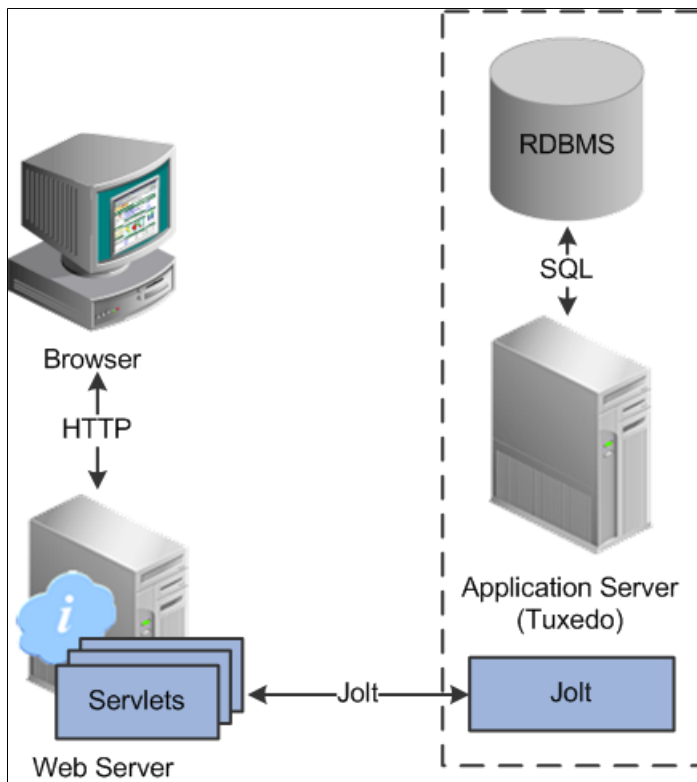 RDBMS
SQL
Browser
HTTP
Application Server
(Tuxedo)
Servlets
Jolt
Jolt
Web Server